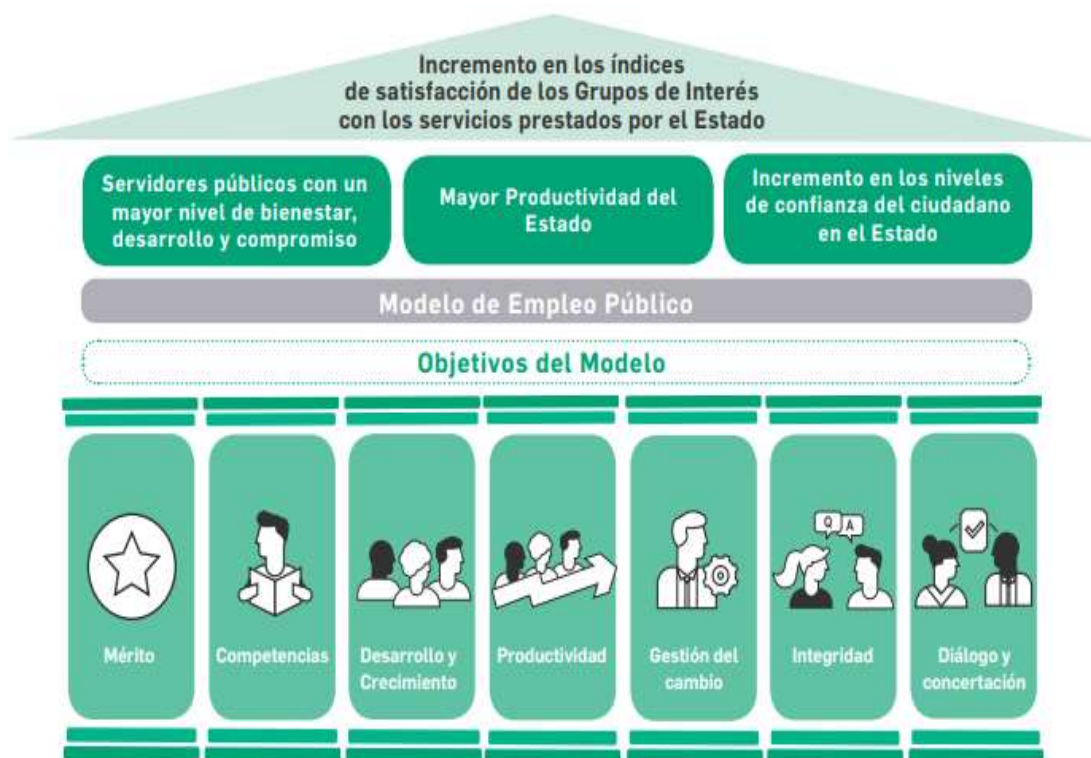 Incremento en los índices
de satisfacción de los Grupos de Interés
con los servicios prestados por el Estado
Servidores públicos con un
mayor nivel de bienestar,
desarrollo y compromiso
Mayor Productividad del
Estado
Incremento en los niveles
de confianza del ciudadano
en el Estado
Modelo de Empleo Público
Objetivos del Modelo
Mérito
Competencias
Desarrollo y
Crecimiento
Productividad
Gestión del
cambio
Q A
Integridad
Diálogo y
concertación